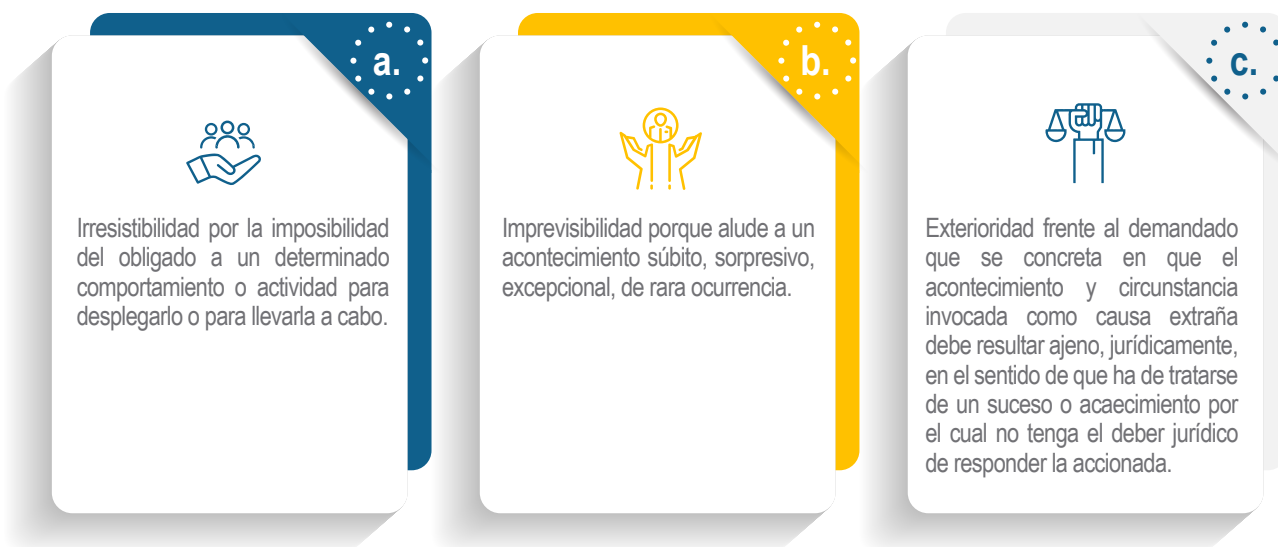 a.
Irresistibilidad por la imposibilidad
del obligado a un determinado
comportamiento o actividad para
desplegarlo o para llevarla a cabo.
b.
Imprevisibilidad porque alude a un
acontecimiento súbito, sorpresivo,
excepcional, de rara ocurrencia.
c.
Exterioridad frente al demandado
que se concreta en que el
acontecimiento y circunstancia
invocada como causa extraña
debe resultar ajeno, jurídicamente,
en el sentido de que ha de tratarse
de un suceso o acaecimiento por
el cual no tenga el deber jurídico
de responder la accionada.